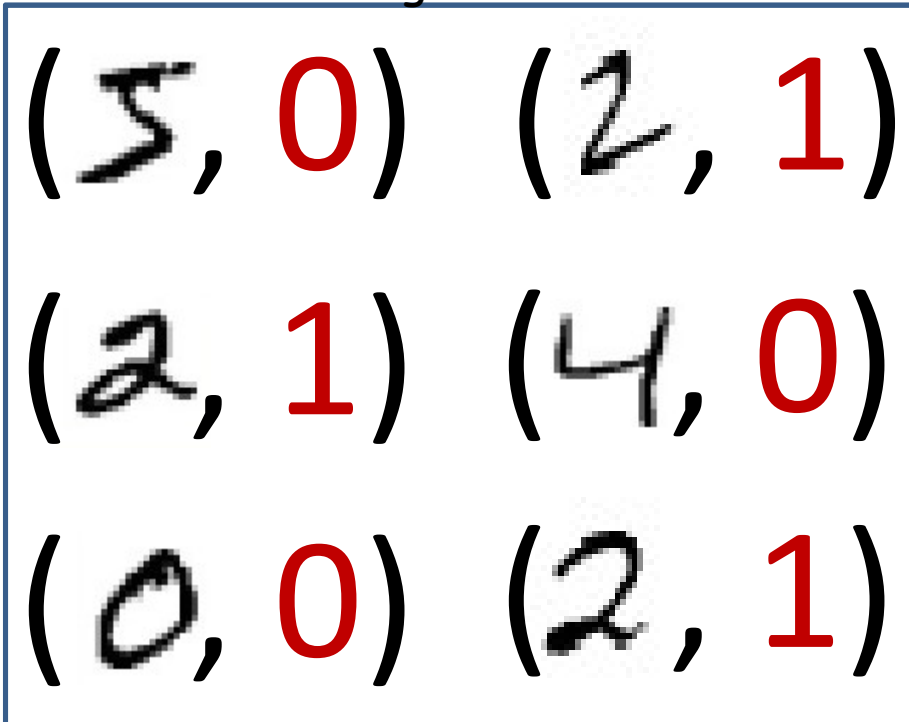 (5, 0) (2, 1)
(2, 1) (4, 0)
(0, 0) (2, 1)